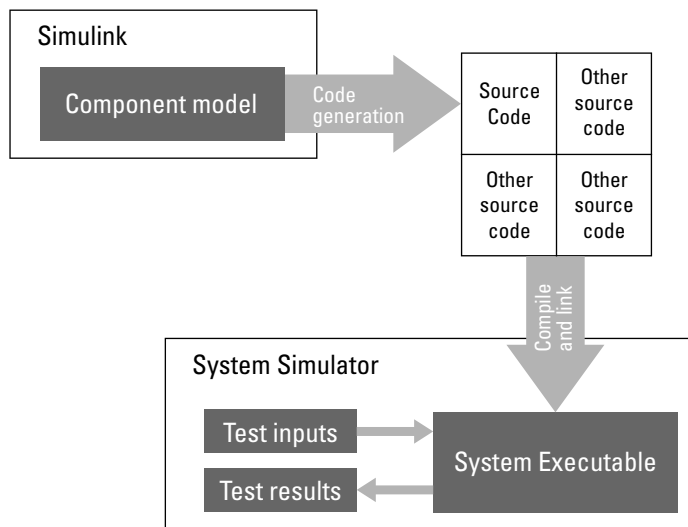 Simulink
Component model
Code
generation
Source
Code
Other
source
code
Other
source
code
Other
source
code
Compile
and link
System Simulator
Test inputs
Test results
System Executable